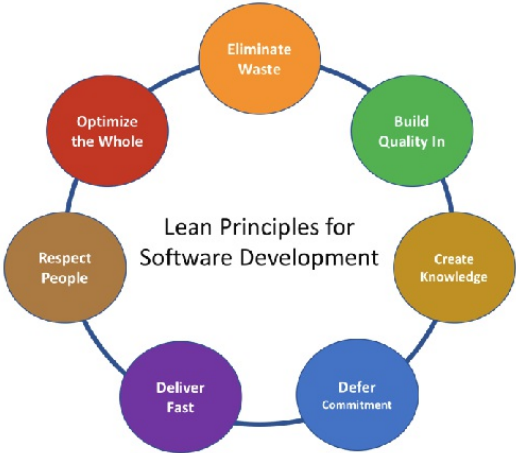 Eliminate
Waste
Build
Quality In
Create
Knowledge
Defer
Commitment
Deliver
Fast
Respect
People
Optimize
the Whole
Lean Principles for
Software Development